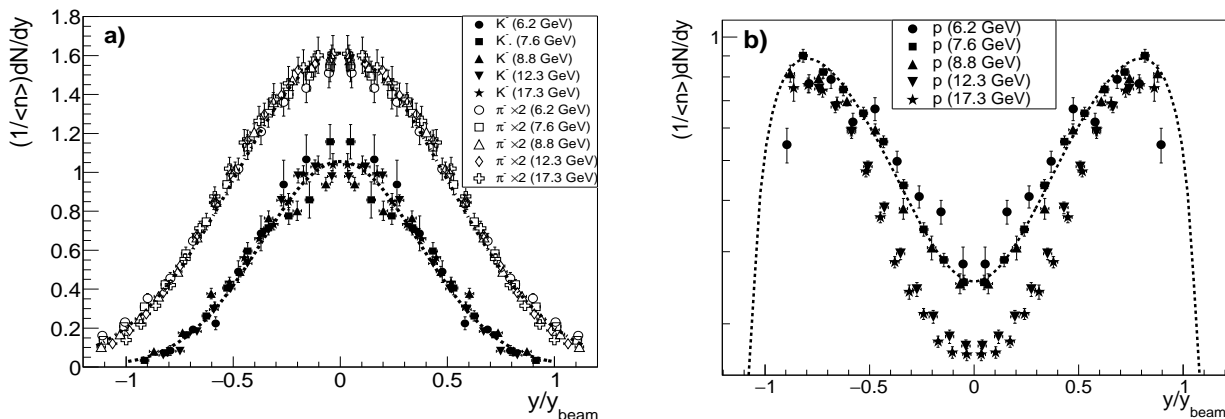 a)
(1/<n>)dN/dy
1.8
1.6
1.4
1.2
1
0.8
0.6
0.4
0.2
0
K⁻ (6.2 GeV)
K⁻. (7.6 GeV)
K⁻ (8.8 GeV)
K⁻ (12.3 GeV)
K⁻ (17.3 GeV)
π⁻ ×2 (6.2 GeV)
π⁻ ×2 (7.6 GeV)
π⁻ ×2 (8.8 GeV)
π⁻ ×2 (12.3 GeV)
π⁻ ×2 (17.3 GeV)
−1 −0.5 0 0.5 1
y/y_beam
b)
(1/<n>)dN/dy
1
p (6.2 GeV)
p (7.6 GeV)
p (8.8 GeV)
p (12.3 GeV)
p (17.3 GeV)
−1 −0.5 0 0.5 1
y/y_beam